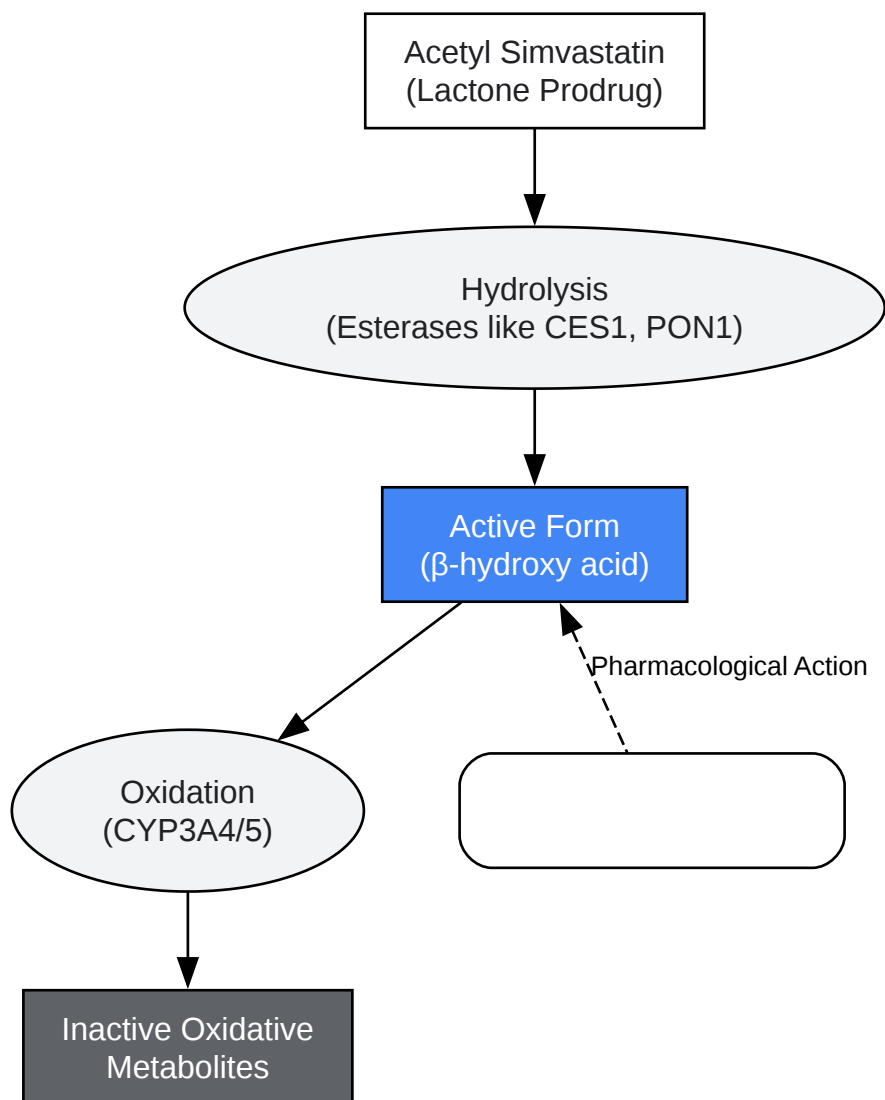 Acetyl Simvastatin
(Lactone Prodrug)
Hydrolysis
(Esterases like CES1, PON1)
Active Form
(β-hydroxy acid)
Pharmacological Action
Oxidation
(CYP3A4/5)
Inactive Oxidative
Metabolites